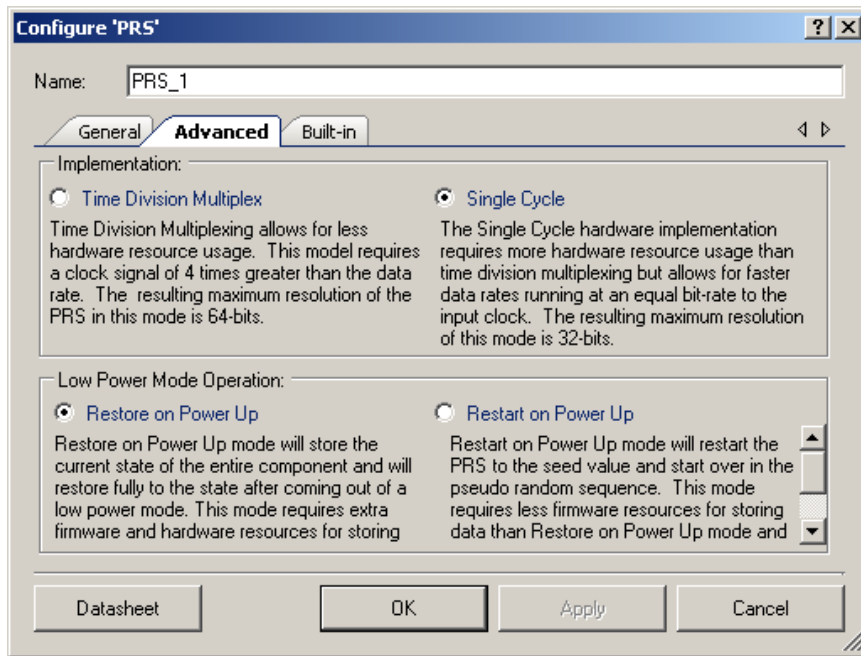 Configure 'PRS'
Name: PRS_1
General Advanced Built-in
Implementation:
Time Division Multiplex
Time Division Multiplexing allows for less
hardware resource usage. This model requires
a clock signal of 4 times greater than the data
rate. The resulting maximum resolution of the
PRS in this mode is 64-bits.
Single Cycle
The Single Cycle hardware implementation
requires more hardware resource usage than
time division multiplexing but allows for faster
data rates running at an equal bit-rate to the
input clock. The resulting maximum resolution
of this mode is 32-bits.
Low Power Mode Operation:
Restore on Power Up
Restore on Power Up mode will store the
current state of the entire component and will
restore fully to the state after coming out of a
low power mode. This mode requires extra
firmware and hardware resources for storing
Restart on Power Up
Restart on Power Up mode will restart the
PRS to the seed value and start over in the
pseudo random sequence. This mode
requires less firmware resources for storing
data than Restore on Power Up mode and
Datasheet OK Apply Cancel